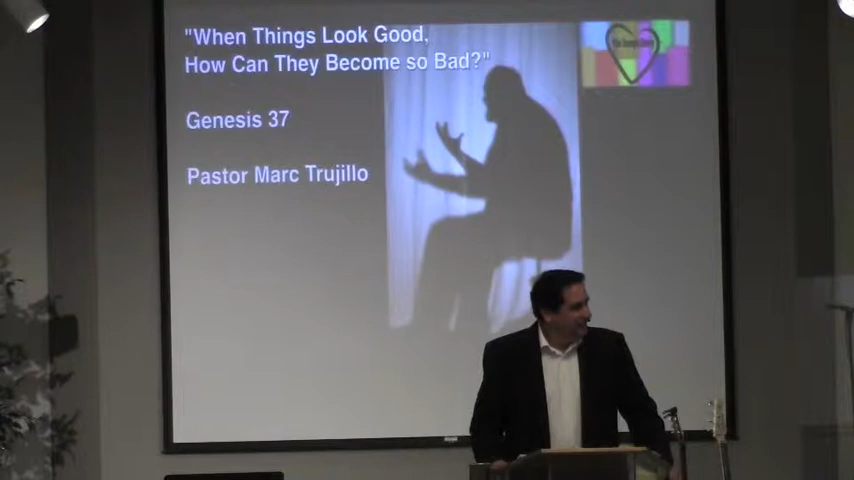 "When Things Look Good,
How Can They Become so Bad?"
Genesis 37
Pastor Marc Trujillo